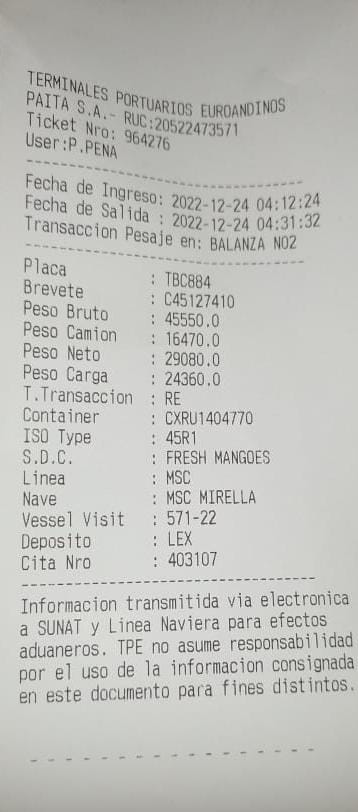 TERMINALES PORTUARIOS EUROANDINOS
PAITA S.A.- RUC:20522473571
Ticket Nro: 964276
User:P.PENA
--------------------------------
Fecha de Ingreso: 2022-12-24 04:12:24
Fecha de Salida : 2022-12-24 04:31:32
Transaccion Pesaje en: BALANZA NO2
--------------------------------
Placa : TBC884
Brevete : C45127410
Peso Bruto : 45550.0
Peso Camion : 16470.0
Peso Neto : 29080.0
Peso Carga : 24360.0
T.Transaccion : RE
Container : CXRU1404770
ISO Type : 45R1
S.D.C. : FRESH MANGOES
Linea : MSC
Nave : MSC MIRELLA
Vessel Visit : 571-22
Deposito : LEX
Cita Nro : 403107
--------------------------------
Informacion transmitida via electronica
a SUNAT y Linea Naviera para efectos
aduaneros. TPE no asume responsabilidad
por el uso de la informacion consignada
en este documento para fines distintos.
- - - - - - - - - - - - - - - -